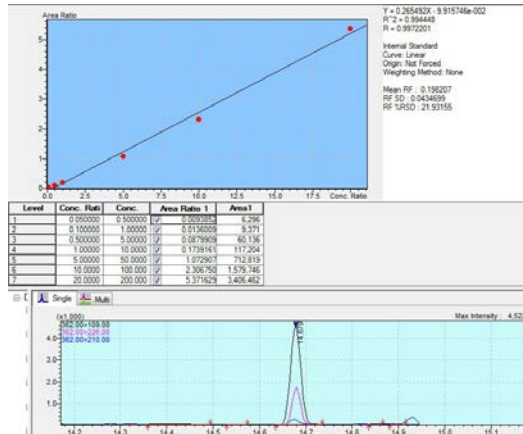 Area Ratio
5
4
3
2
1
0
0.0 2.5 5.0 7.5 10.0 12.5 15.0 17.5 Conc. Ratio
Y = 0.265492X - 9.915746e-002
R^2 = 0.994448
R = 0.9972201
Internal Standard
Curve: Linear
Origin: Not Forced
Weighting Method: None
Mean RF : 0.198207
RF SD : 0.0434699
RF %RSD : 21.93155
Level Conc. Rati Conc. Area Ratio 1 Area1
1 0.050000 0.500000 0.0093852 6,296
2 0.100000 1.00000 0.0136009 9,371
3 0.500000 5.00000 0.0879909 60,136
4 1.00000 10.0000 0.1739161 117,204
5 5.00000 50.0000 1.072907 712,819
6 10.0000 100.000 2.306750 1,579,746
7 20.0000 200.000 5.371629 3,406,462
Single Multi
(x1,000) Max Intensity : 4,52
362.00>109.00
362.00>226.00
362.00>210.00
4.0
3.0
2.0
1.0
14.2 14.3 14.4 14.5 14.6 14.7 14.8 14.9 15.0 15.1